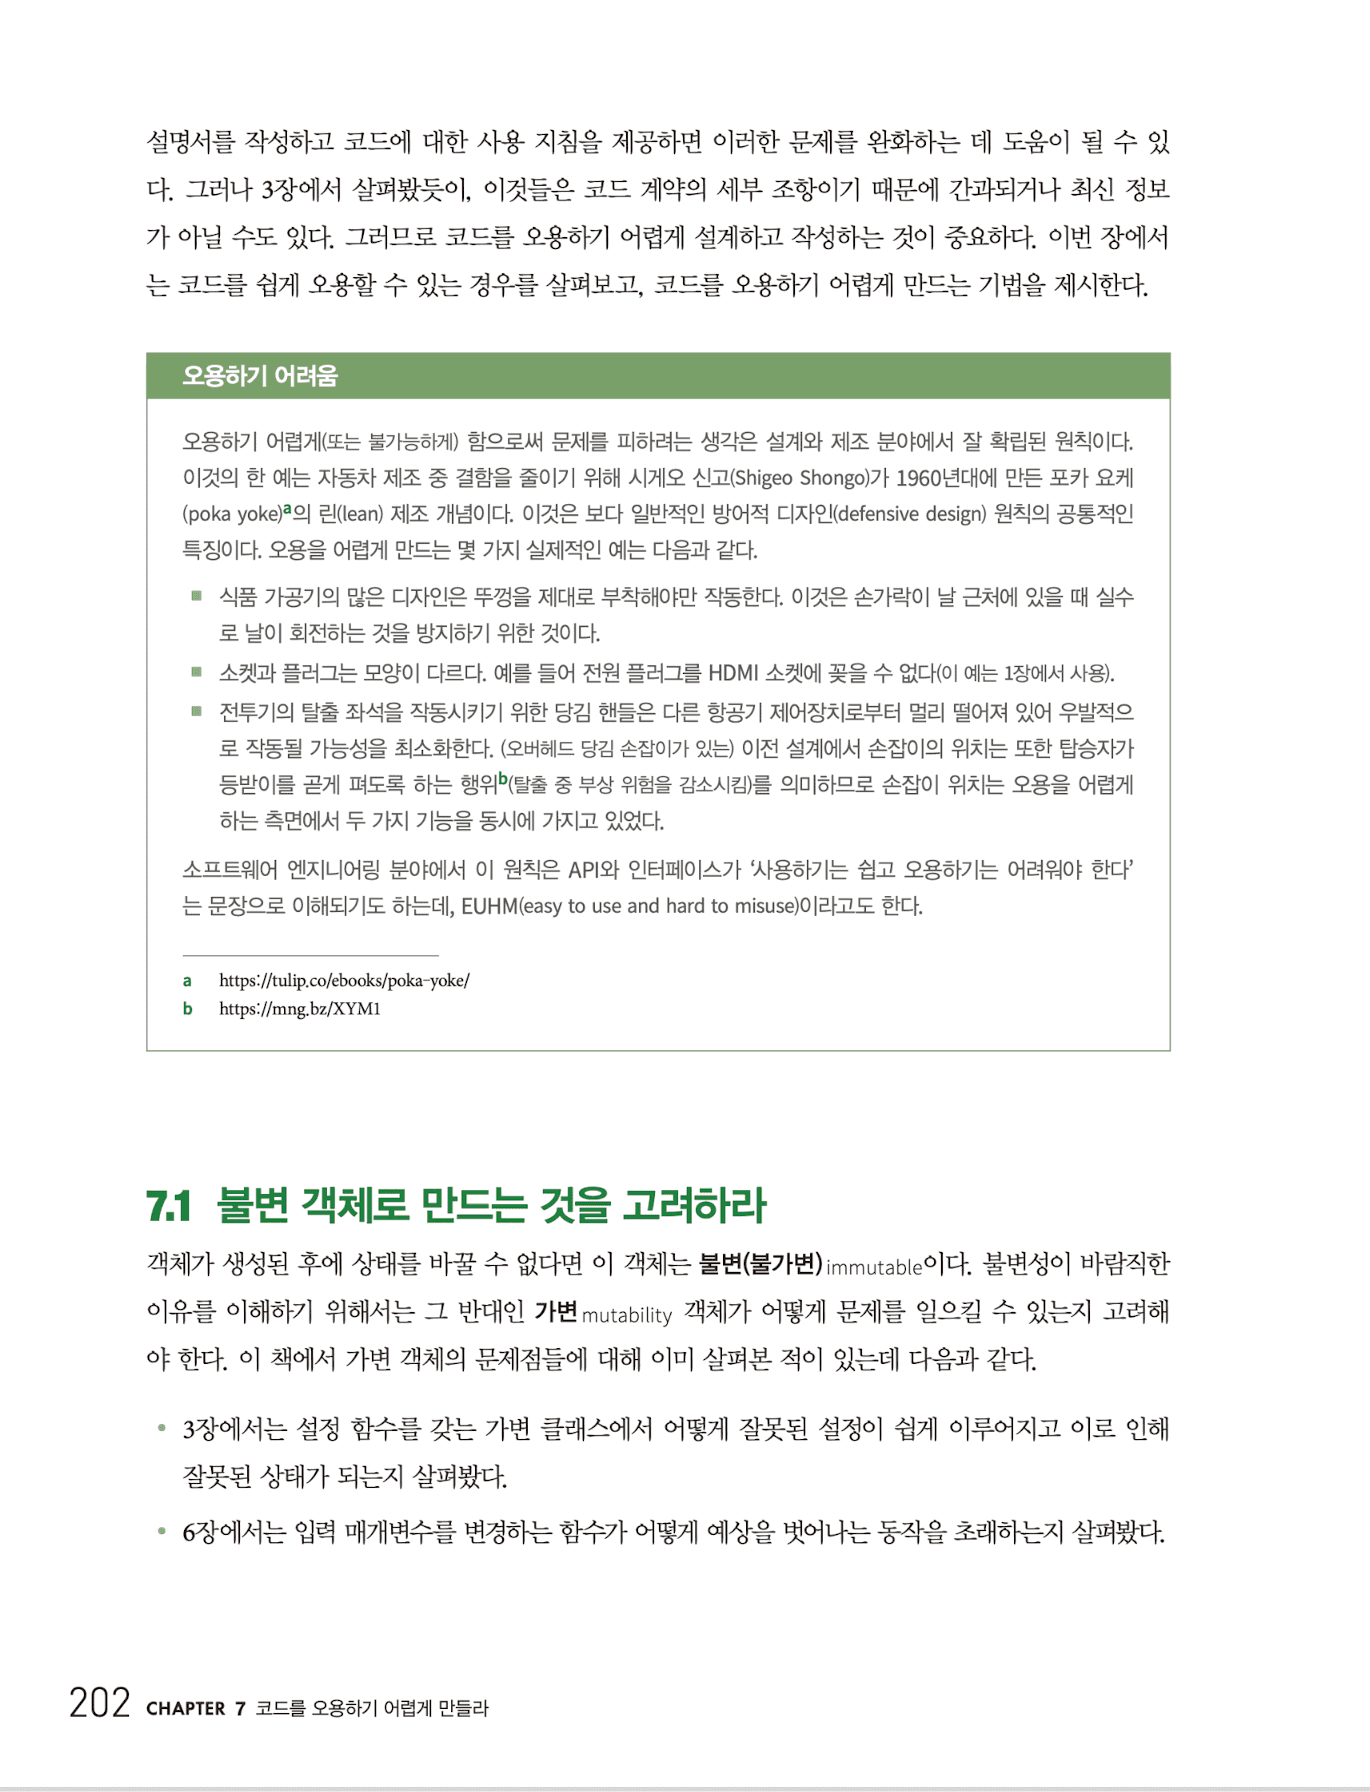 설명서를 작성하고 코드에 대한 사용 지침을 제공하면 이러한 문제를 완화하는 데 도움이 될 수 있
다. 그러나 3장에서 살펴봤듯이, 이것들은 코드 계약의 세부 조항이기 때문에 간과되거나 최신 정보
가 아닐 수도 있다. 그러므로 코드를 오용하기 어렵게 설계하고 작성하는 것이 중요하다. 이번 장에서
는 코드를 쉽게 오용할 수 있는 경우를 살펴보고, 코드를 오용하기 어렵게 만드는 기법을 제시한다.
오용하기 어려움
오용하기 어렵게(또는 불가능하게) 함으로써 문제를 피하려는 생각은 설계와 제조 분야에서 잘 확립된 원칙이다.
이것의 한 예는 자동차 제조 중 결함을 줄이기 위해 시게오 신고(Shigeo Shongo)가 1960년대에 만든 포카 요케
(poka yoke)a의 린(lean) 제조 개념이다. 이것은 보다 일반적인 방어적 디자인(defensive design) 원칙의 공통적인
특징이다. 오용을 어렵게 만드는 몇 가지 실제적인 예는 다음과 같다.
■ 식품 가공기의 많은 디자인은 뚜껑을 제대로 부착해야만 작동한다. 이것은 손가락이 날 근처에 있을 때 실수
로 날이 회전하는 것을 방지하기 위한 것이다.
■ 소켓과 플러그는 모양이 다르다. 예를 들어 전원 플러그를 HDMI 소켓에 꽂을 수 없다(이 예는 1장에서 사용).
■ 전투기의 탈출 좌석을 작동시키기 위한 당김 핸들은 다른 항공기 제어장치로부터 멀리 떨어져 있어 우발적으
로 작동될 가능성을 최소화한다. (오버헤드 당김 손잡이가 있는) 이전 설계에서 손잡이의 위치는 또한 탑승자가
등받이를 곧게 펴도록 하는 행위b(탈출 중 부상 위험을 감소시킴)를 의미하므로 손잡이 위치는 오용을 어렵게
하는 측면에서 두 가지 기능을 동시에 가지고 있었다.
소프트웨어 엔지니어링 분야에서 이 원칙은 API와 인터페이스가 ‘사용하기는 쉽고 오용하기는 어려워야 한다’
는 문장으로 이해되기도 하는데, EUHM(easy to use and hard to misuse)이라고도 한다.
a https://tulip.co/ebooks/poka-yoke/
b https://mng.bz/XYM1
7.1 불변 객체로 만드는 것을 고려하라
객체가 생성된 후에 상태를 바꿀 수 없다면 이 객체는 불변(불가변)immutable이다. 불변성이 바람직한
이유를 이해하기 위해서는 그 반대인 가변mutability 객체가 어떻게 문제를 일으킬 수 있는지 고려해
야 한다. 이 책에서 가변 객체의 문제점들에 대해 이미 살펴본 적이 있는데 다음과 같다.
• 3장에서는 설정 함수를 갖는 가변 클래스에서 어떻게 잘못된 설정이 쉽게 이루어지고 이로 인해
잘못된 상태가 되는지 살펴봤다.
• 6장에서는 입력 매개변수를 변경하는 함수가 어떻게 예상을 벗어나는 동작을 초래하는지 살펴봤다.
202 CHAPTER 7 코드를 오용하기 어렵게 만들라